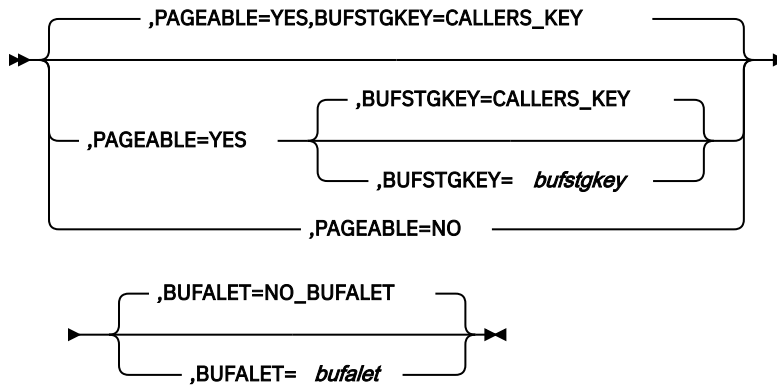 ,PAGEABLE=YES,BUFSTGKEY=CALLERS_KEY
,BUFSTGKEY=CALLERS_KEY
,PAGEABLE=YES
,BUFSTGKEY= bufstgkey
,PAGEABLE=NO
,BUFALET=NO_BUFALET
,BUFALET= bufalet